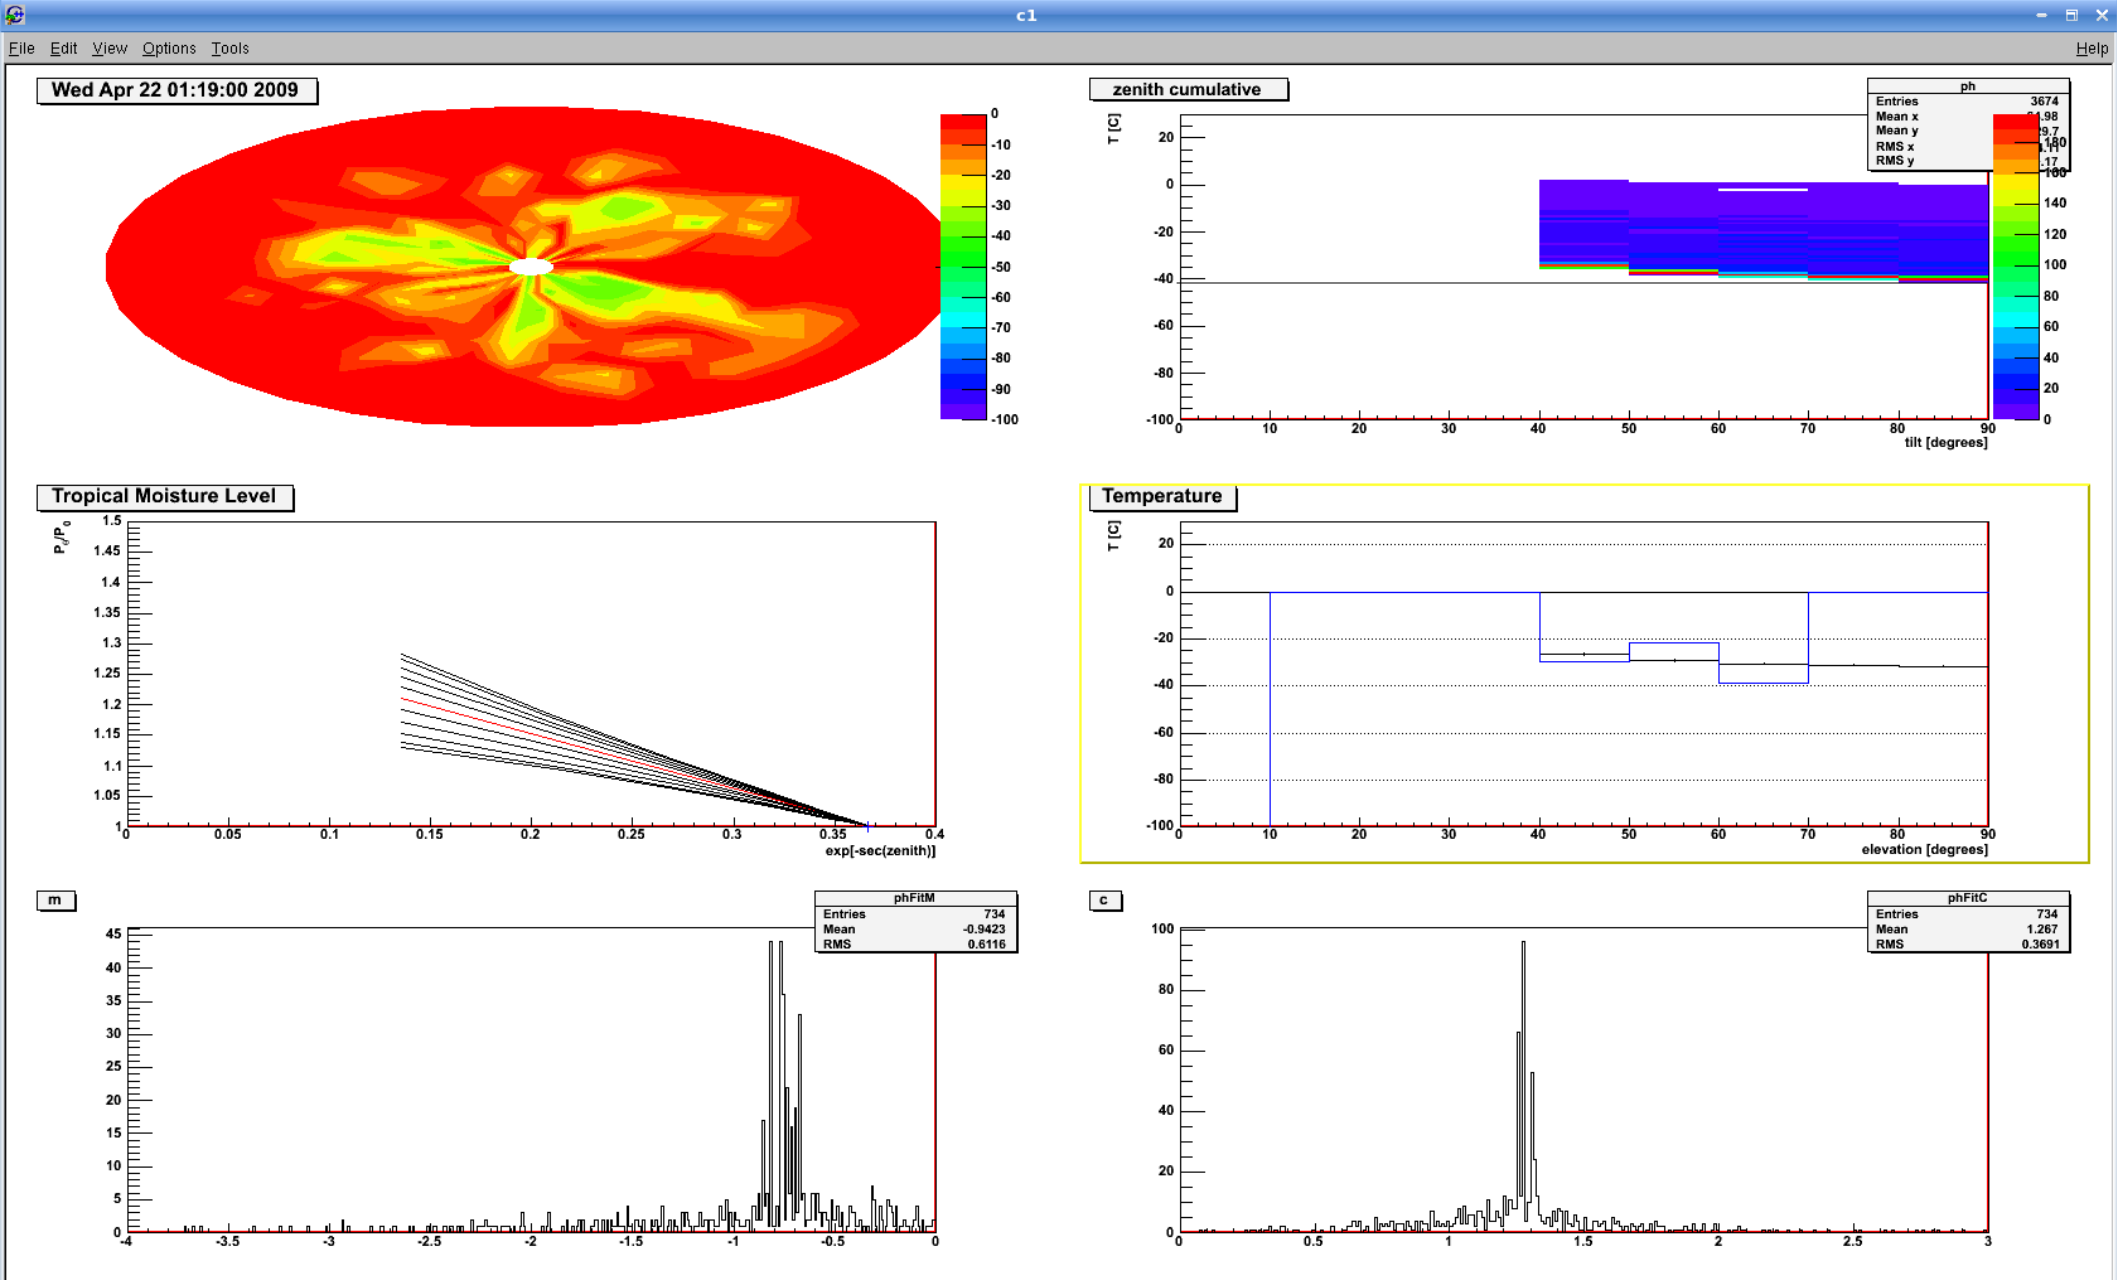 c1
File Edit View Options Tools Help
Wed Apr 22 01:19:00 2009
0
-10
-20
-30
-40
-50
-60
-70
-80
-90
-100
zenith cumulative
ph
Entries 3674
Mean x .98
Mean y 9.7
RMS x
RMS y .17
T [C]
20
0
-20
-40
-60
-80
-100
0 10 20 30 40 50 60 70 80 90
tilt [degrees]
180
160
140
120
100
80
60
40
20
0
Tropical Moisture Level
P_θ/P_0
1.5
1.45
1.4
1.35
1.3
1.25
1.2
1.15
1.1
1.05
1
0 0.05 0.1 0.15 0.2 0.25 0.3 0.35 0.4
exp[-sec(zenith)]
Temperature
T [C]
20
0
-20
-40
-60
-80
-100
0 10 20 30 40 50 60 70 80 90
elevation [degrees]
m
phFitM
Entries 734
Mean -0.9423
RMS 0.6116
45
40
35
30
25
20
15
10
5
0
-4 -3.5 -3 -2.5 -2 -1.5 -1 -0.5 0
c
phFitC
Entries 734
Mean 1.267
RMS 0.3691
100
80
60
40
20
0
0 0.5 1 1.5 2 2.5 3